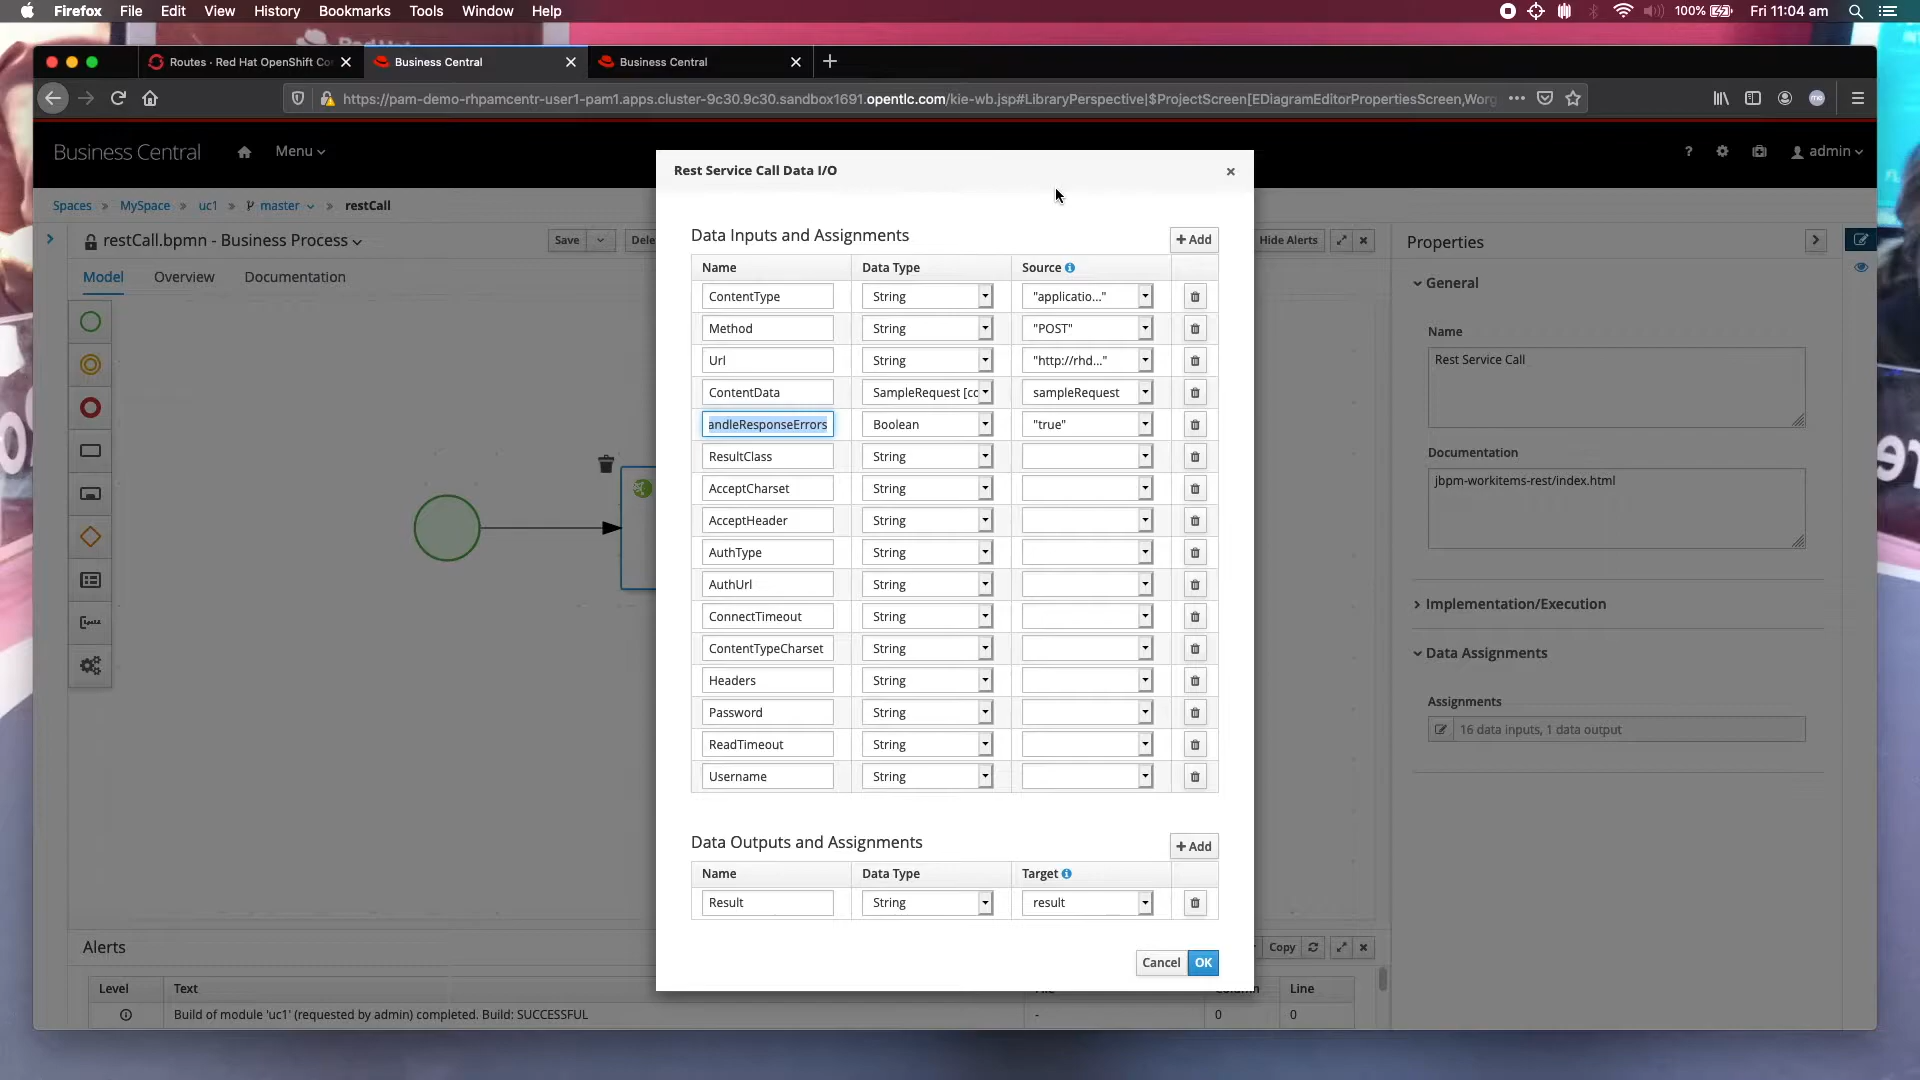 Firefox File Edit View History Bookmarks Tools Window Help 100% Fri 11:04 am
Routes · Red Hat OpenShift Co
Business Central
Business Central
https://pam-demo-rhpamcentr-user1-pam1.apps.cluster-9c30.9c30.sandbox1691.opentlc.com/kie-wb.jsp#LibraryPerspective|$ProjectScreen[EDiagramEditorPropertiesScreen,Worg
Business Central Menu ? admin
Spaces » MySpace » uc1 » master » restCall
restCall.bpmn - Business Process Save Dele Hide Alerts
Model Overview Documentation
Rest Service Call Data I/O
Data Inputs and Assignments + Add
Name Data Type Source
ContentType String "applicatio..."
Method String "POST"
Url String "http://rhd..."
ContentData SampleRequest [cc sampleRequest
andleResponseErrors Boolean "true"
ResultClass String
AcceptCharset String
AcceptHeader String
AuthType String
AuthUrl String
ConnectTimeout String
ContentTypeCharset String
Headers String
Password String
ReadTimeout String
Username String
Data Outputs and Assignments + Add
Name Data Type Target
Result String result
Cancel OK
Properties
General
Name
Rest Service Call
Documentation
jbpm-workitems-rest/index.html
Implementation/Execution
Data Assignments
Assignments
16 data inputs, 1 data output
Alerts Copy
Level Text Line
Build of module 'uc1' (requested by admin) completed. Build: SUCCESSFUL - 0 0